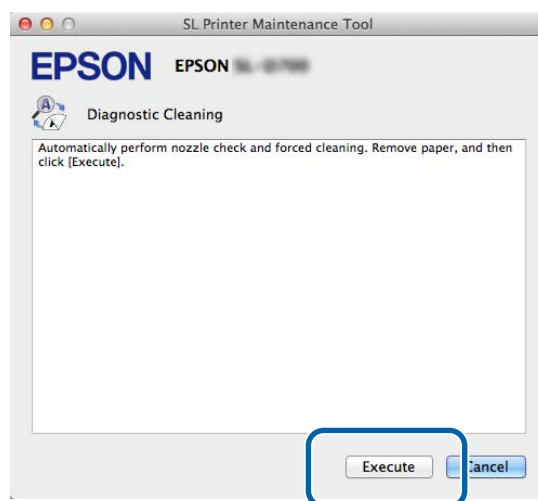 SL Printer Maintenance Tool
EPSON EPSON
Diagnostic Cleaning
Automatically perform nozzle check and forced cleaning. Remove paper, and then
click [Execute].
Execute Cancel